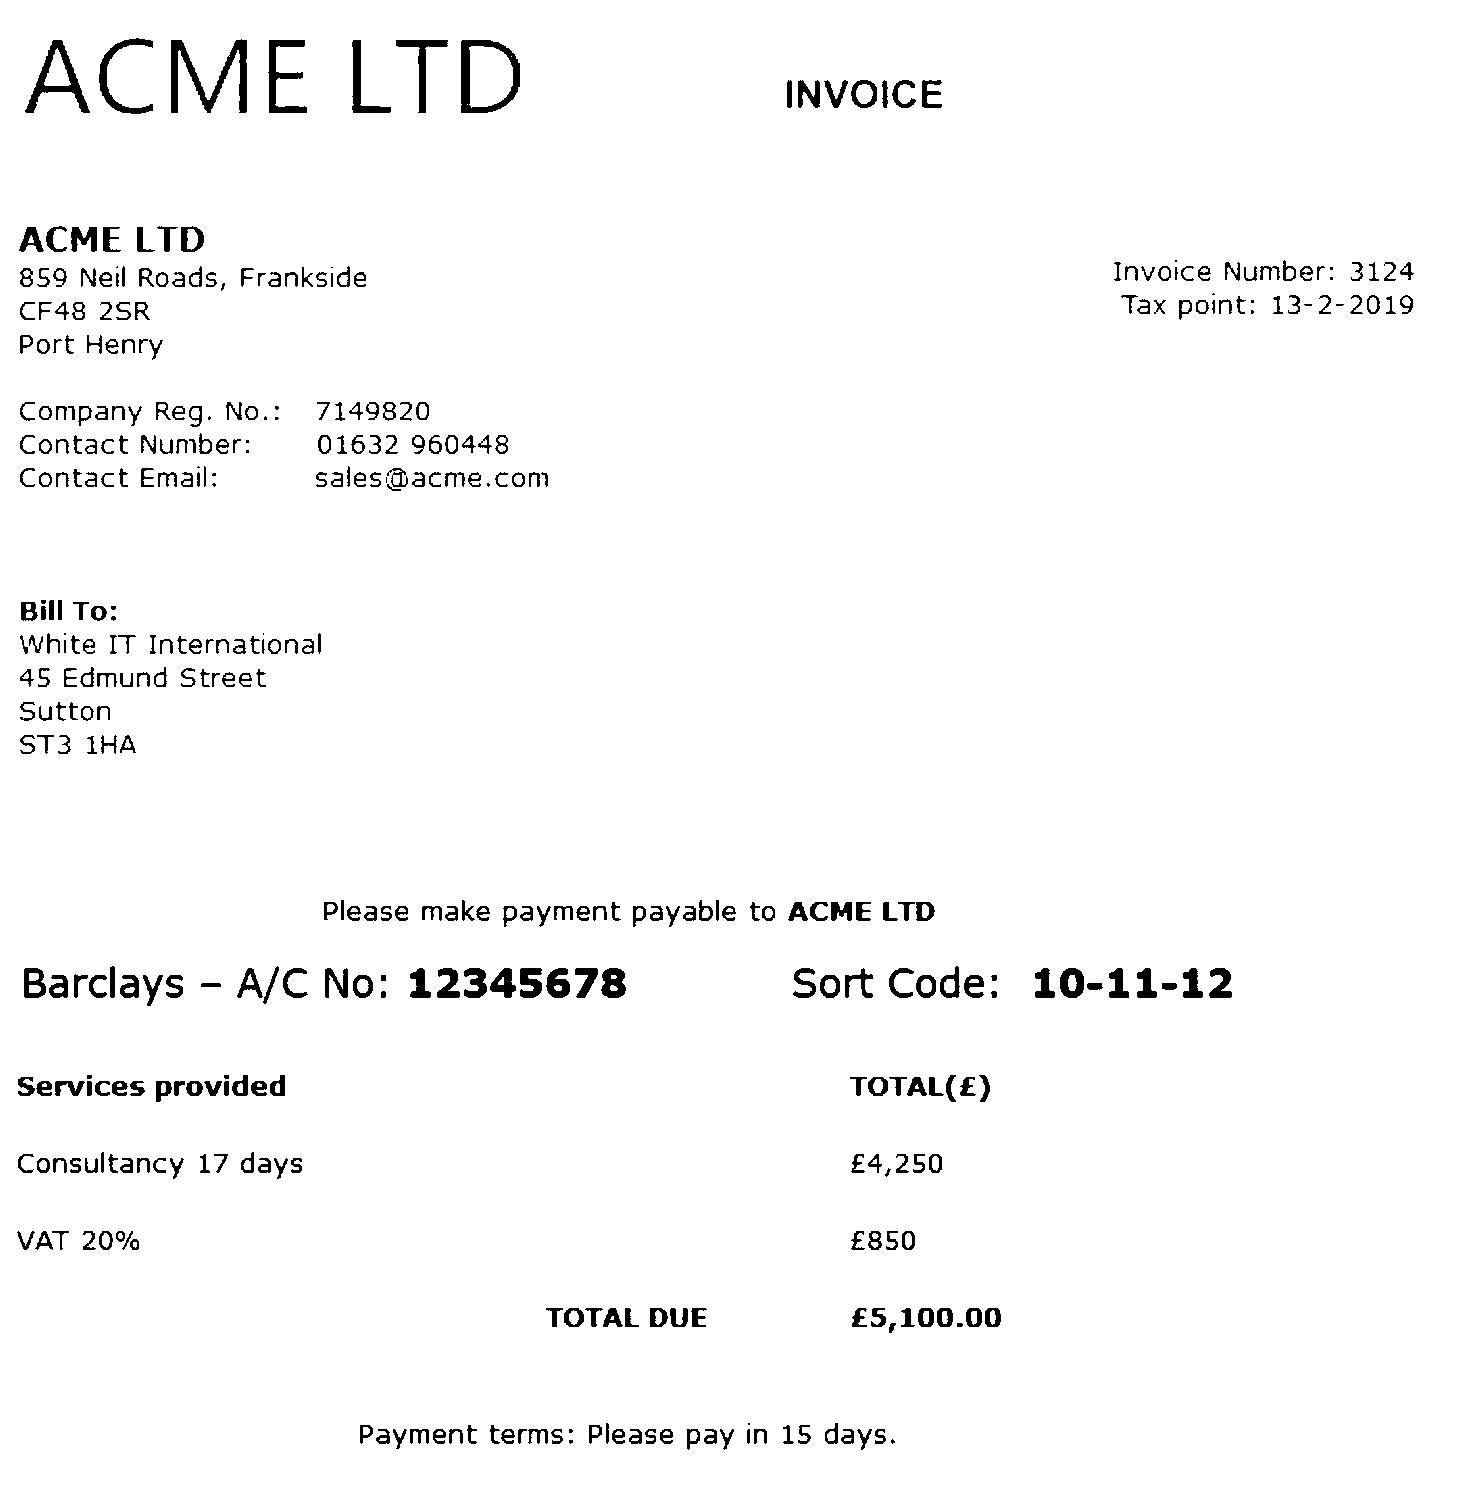 ACME LTD
INVOICE
ACME LTD
859 Neil Roads, Frankside
CF48 2SR
Port Henry
Invoice Number: 3124
Tax point: 13-2-2019
Company Reg. No.: 7149820
Contact Number: 01632 960448
Contact Email: sales@acme.com
Bill To:
White IT International
45 Edmund Street
Sutton
ST3 1HA
Please make payment payable to ACME LTD
Barclays – A/C No: 12345678 Sort Code: 10-11-12
Services provided TOTAL(£)
Consultancy 17 days £4,250
VAT 20% £850
TOTAL DUE £5,100.00
Payment terms: Please pay in 15 days.